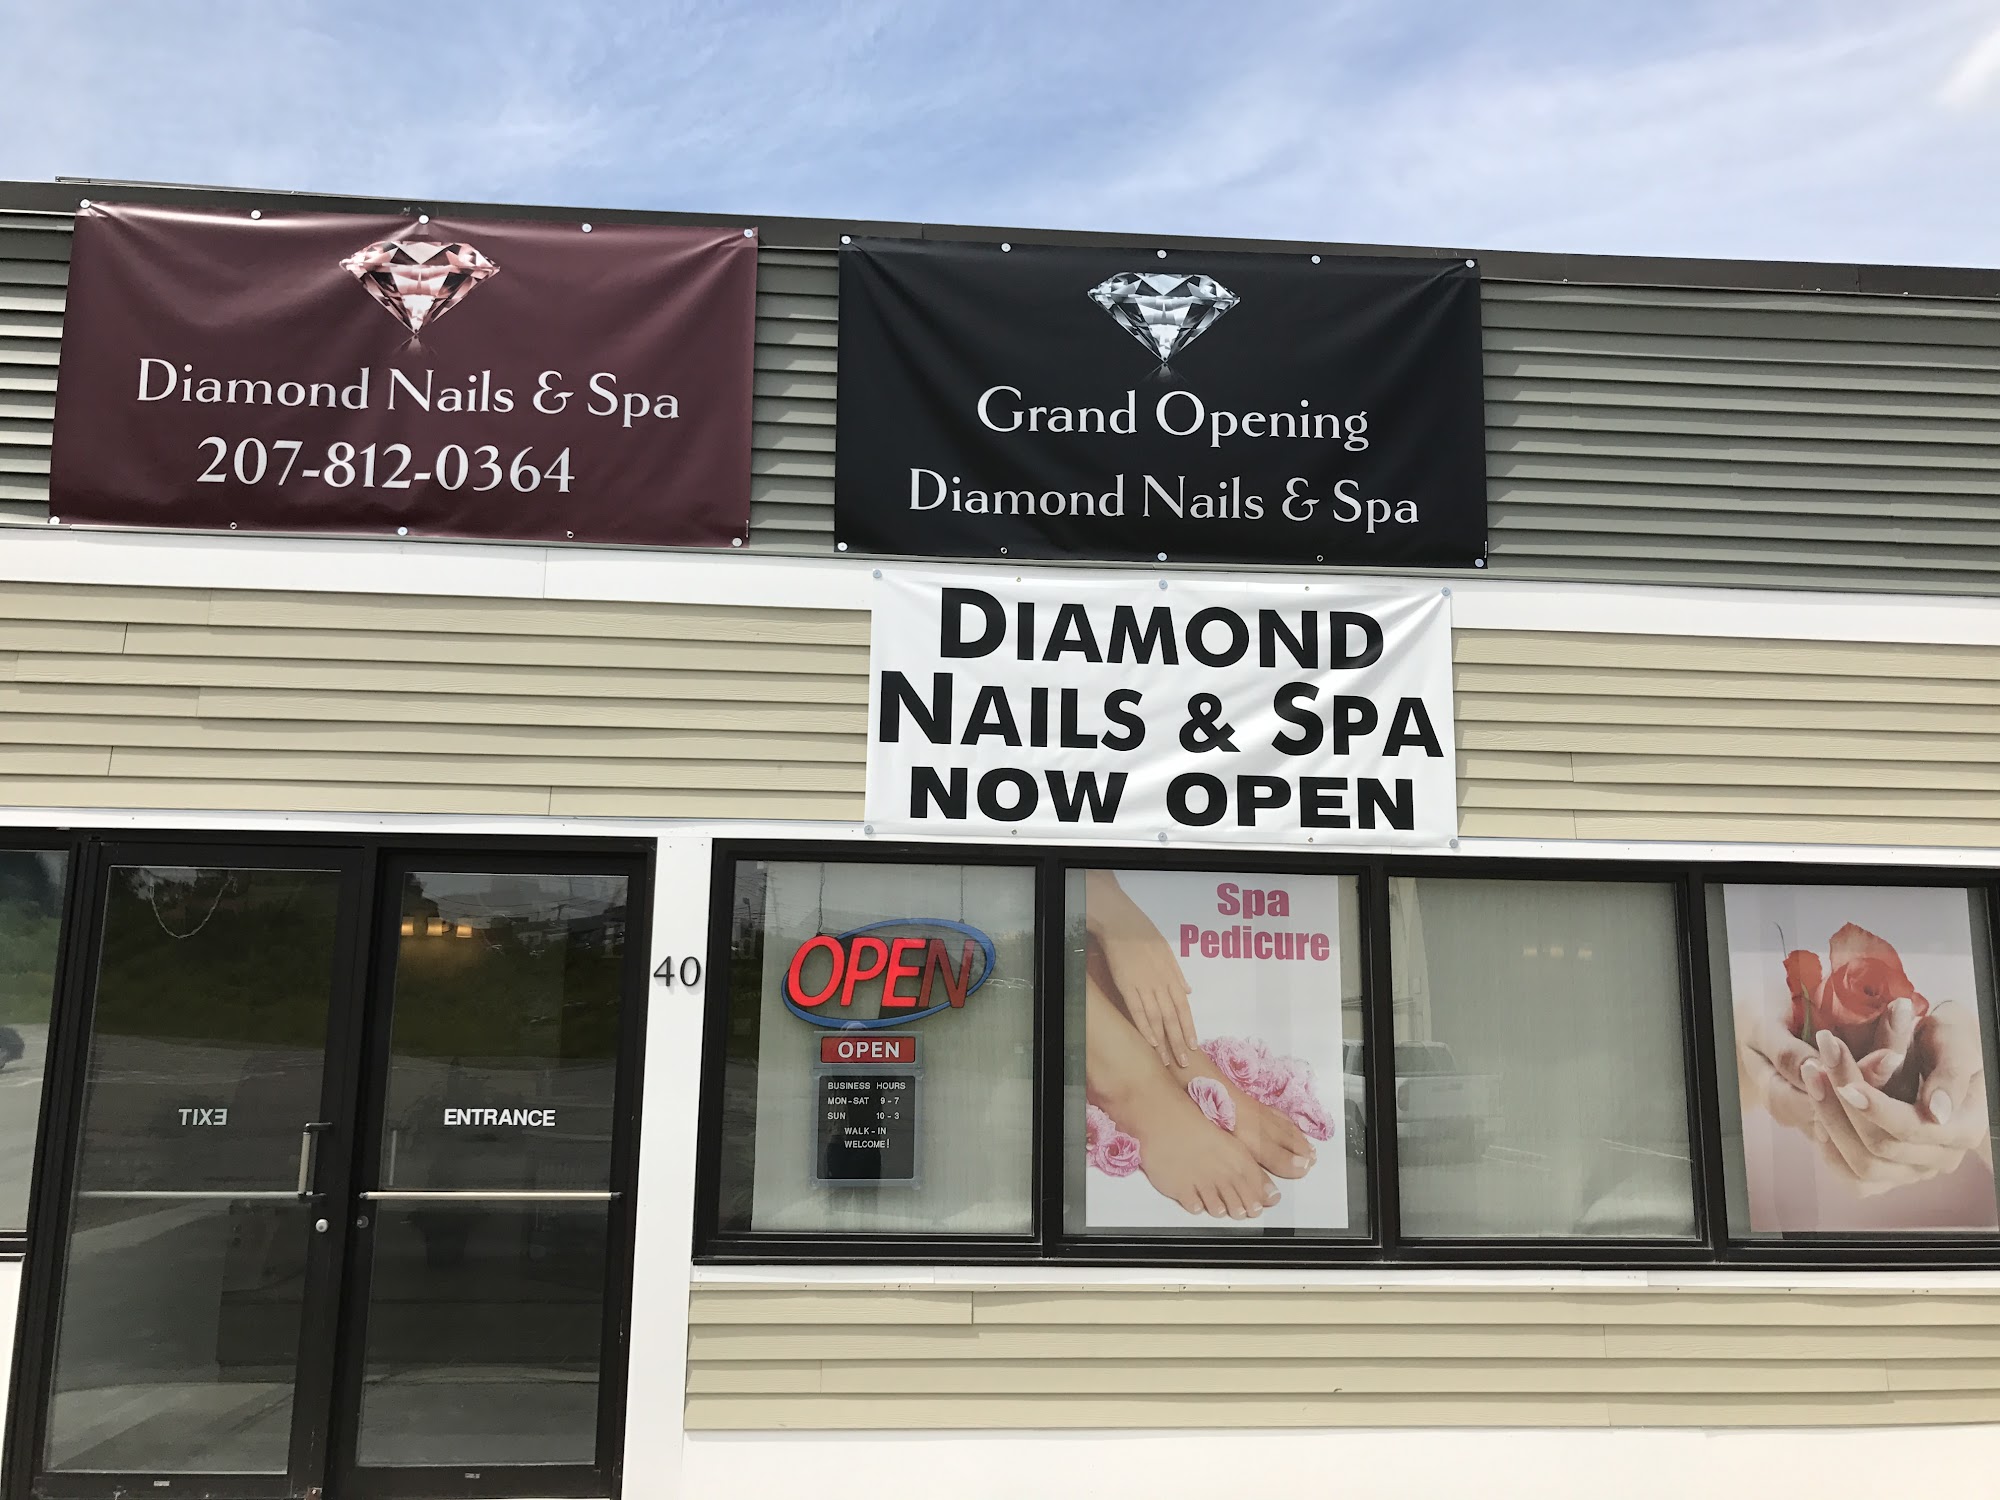 Diamond Nails & Spa
207-812-0364
Grand Opening
Diamond Nails & Spa
DIAMOND
NAILS & SPA
NOW OPEN
EXIT
ENTRANCE
40
OPEN
OPEN
BUSINESS HOURS
MON-SAT 9-7
SUN 10-3
WALK-IN
WELCOME!
Spa
Pedicure